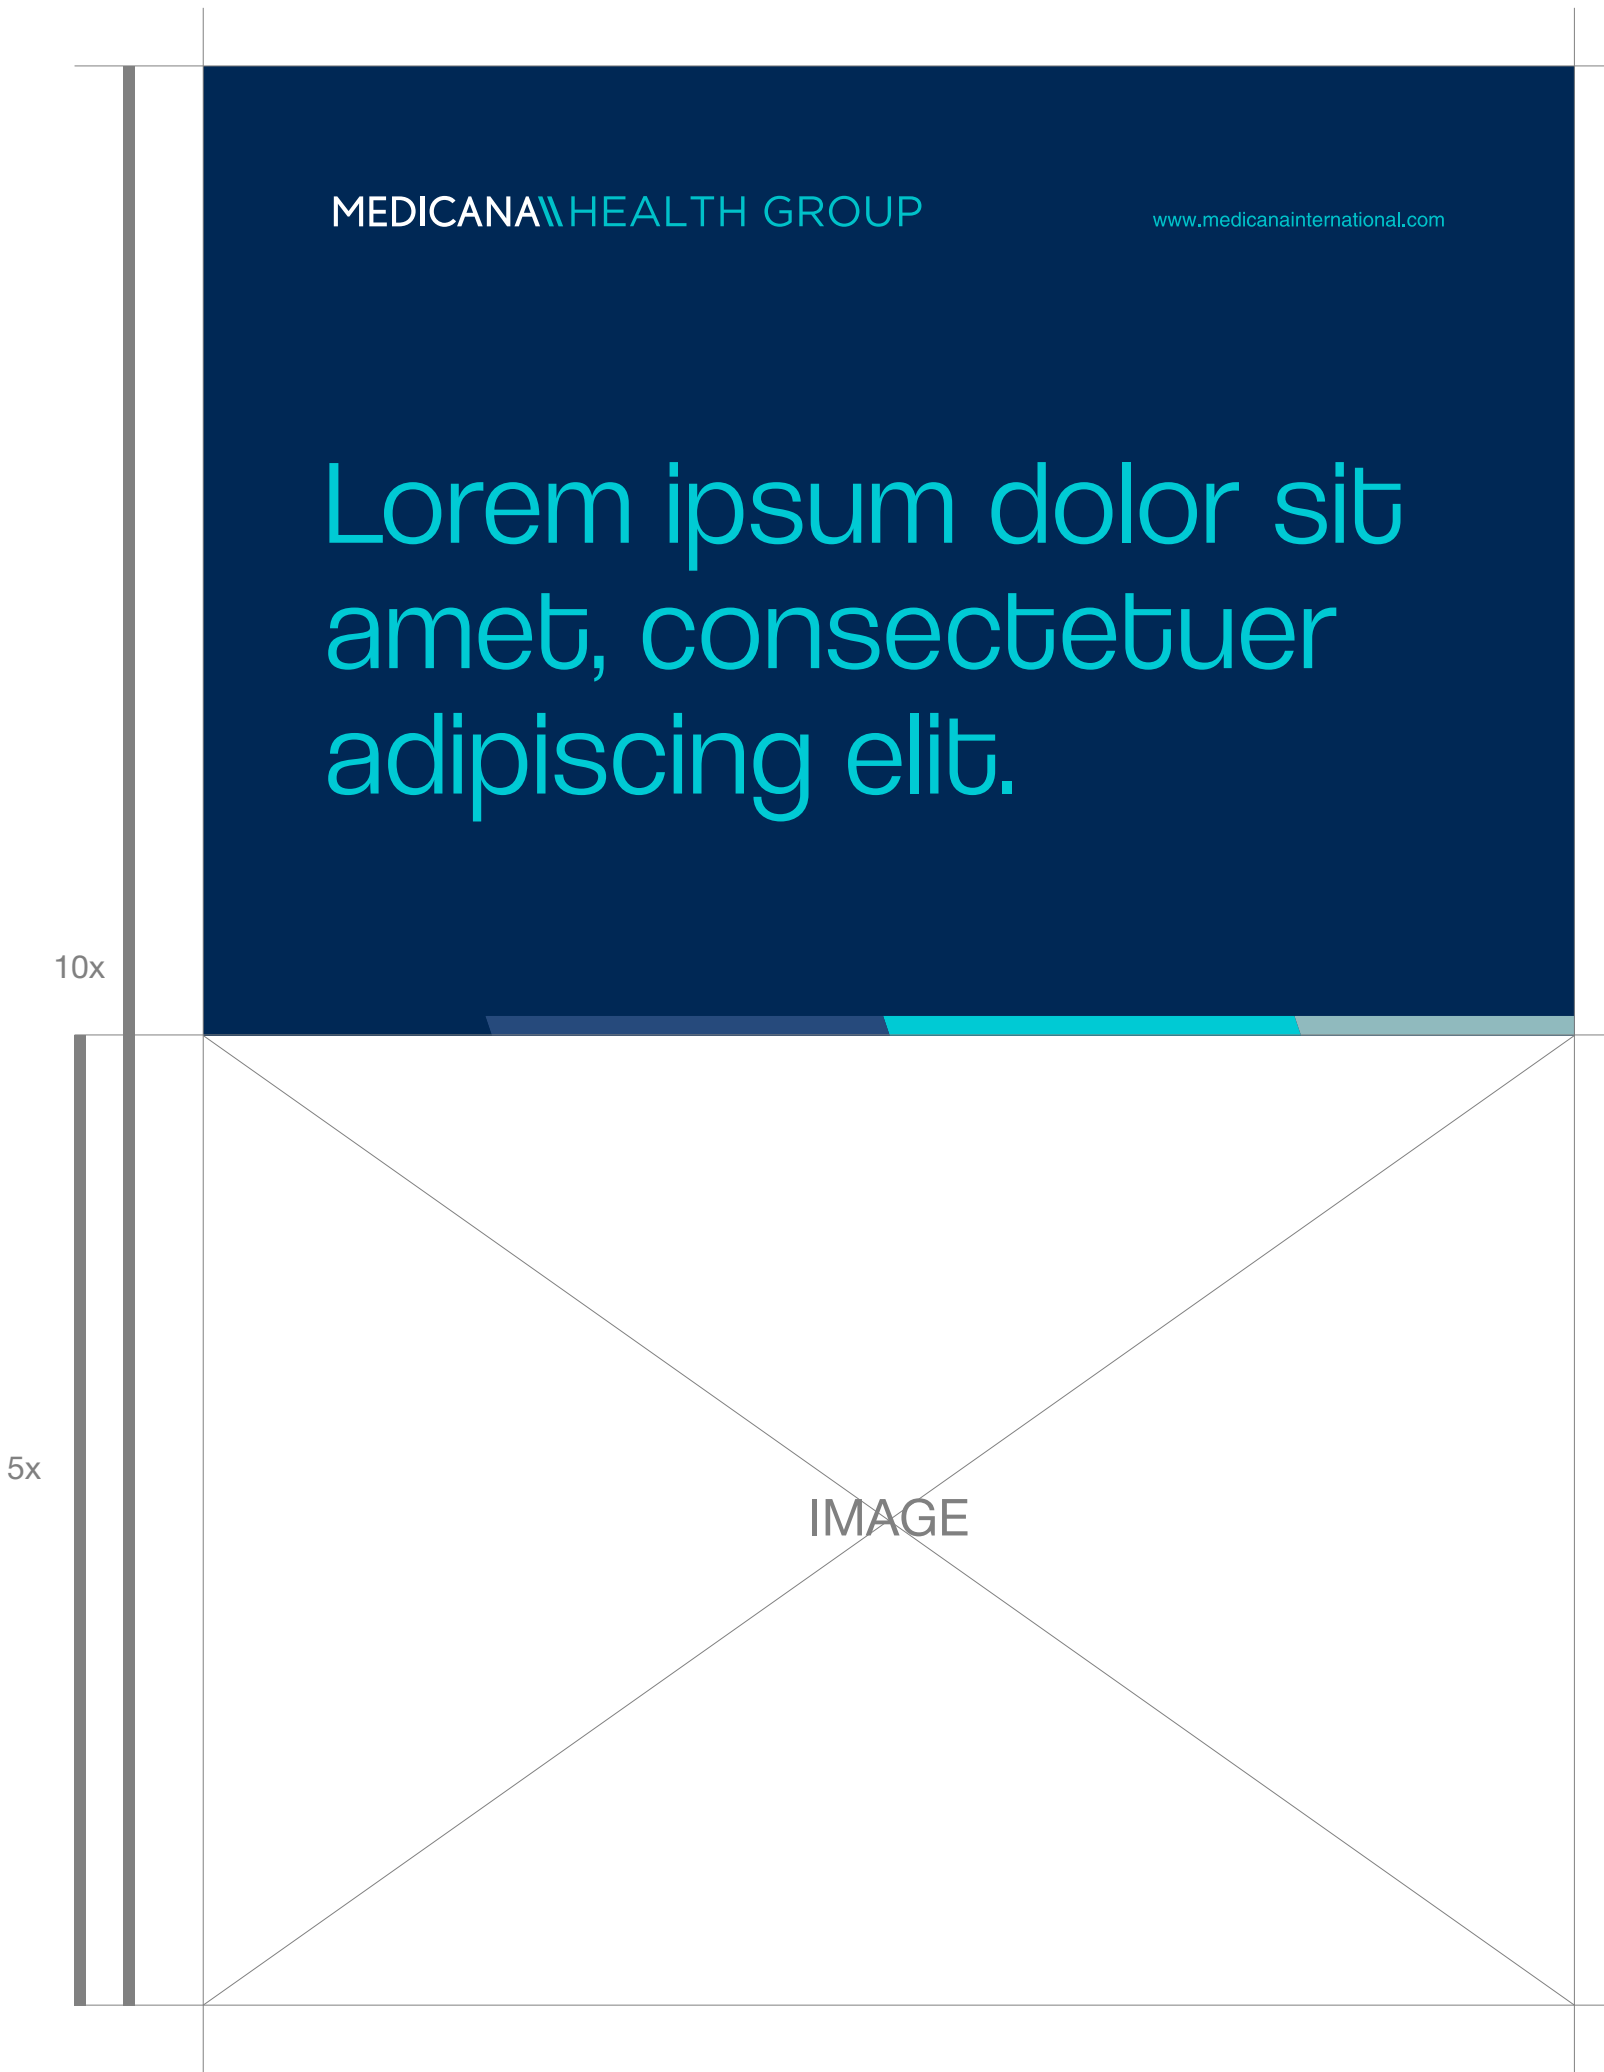 MEDICANA\\HEALTH GROUP
www.medicanainternational.com
Lorem ipsum dolor sit
amet, consectetuer
adipiscing elit.
10x
5x
IMAGE